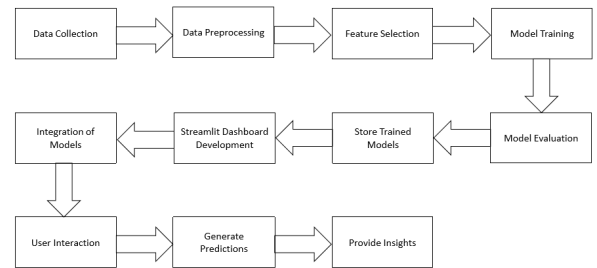 Data Collection
Data Preprocessing
Feature Selection
Model Training
Model Evaluation
Store Trained
Models
Streamlit Dashboard
Development
Integration of
Models
User Interaction
Generate
Predictions
Provide Insights